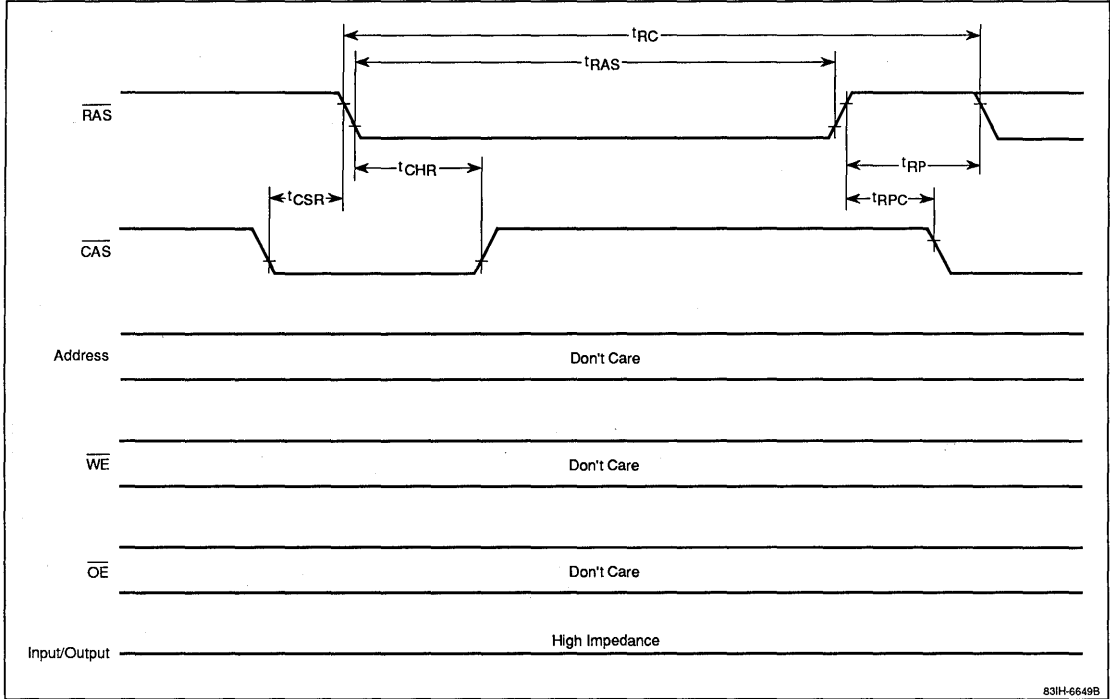 tRC
tRAS
RAS
tCHR
tRP
tCSR
tRPC
CAS
Address
Don't Care
WE
Don't Care
OE
Don't Care
High Impedance
Input/Output
83IH-6649B